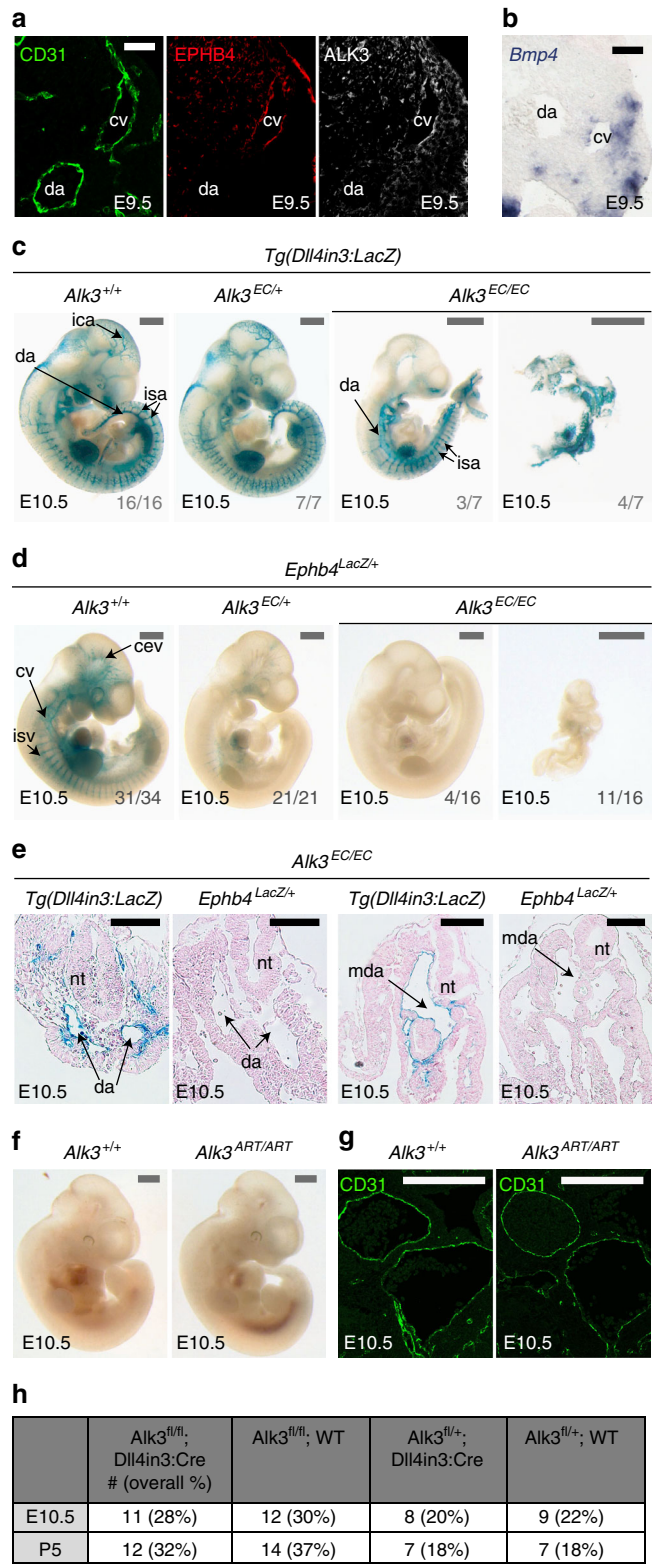 a
CD31
EPHB4
ALK3
cv
cv
cv
da
da
da
E9.5
E9.5
E9.5
b
Bmp4
da
cv
E9.5
c
Tg(Dll4in3:LacZ)
Alk3+/+
Alk3EC/+
Alk3EC/EC
ica
da
isa
da
isa
E10.5
16/16
E10.5
7/7
E10.5
3/7
E10.5
4/7
d
Ephb4LacZ/+
Alk3+/+
Alk3EC/+
Alk3EC/EC
cev
cv
isv
E10.5
31/34
E10.5
21/21
E10.5
4/16
E10.5
11/16
e
Alk3EC/EC
Tg(Dll4in3:LacZ)
Ephb4LacZ/+
Tg(Dll4in3:LacZ)
Ephb4LacZ/+
nt
da
E10.5
nt
da
E10.5
nt
mda
E10.5
nt
mda
E10.5
f
Alk3+/+
Alk3ART/ART
E10.5
E10.5
g
Alk3+/+
Alk3ART/ART
CD31
CD31
E10.5
E10.5
h
Alk3fl/fl; Dll4in3:Cre # (overall %)
Alk3fl/fl; WT
Alk3fl/+; Dll4in3:Cre
Alk3fl/+; WT
E10.5 11 (28%) 12 (30%) 8 (20%) 9 (22%)
P5 12 (32%) 14 (37%) 7 (18%) 7 (18%)